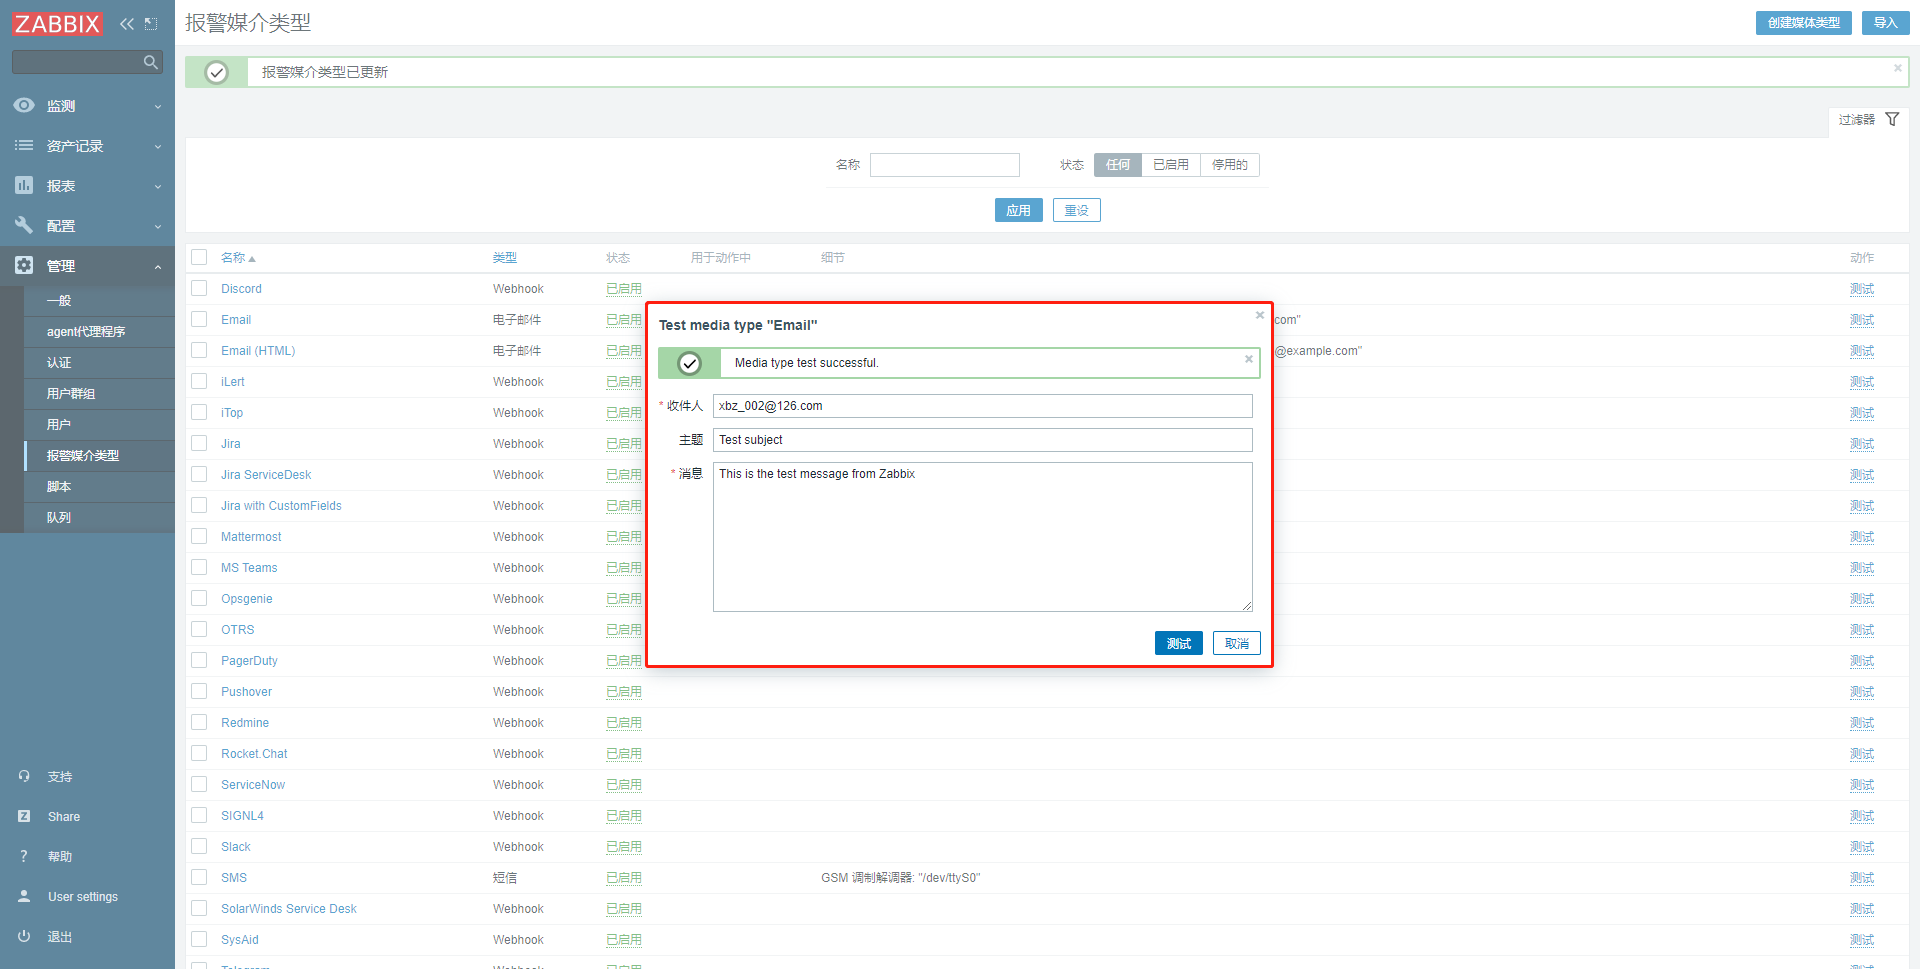 ZABBIX
报警媒介类型
创建媒体类型
导入
报警媒介类型已更新
监测
资产记录
报表
配置
管理
一般
agent代理程序
认证
用户群组
用户
报警媒介类型
脚本
队列
支持
Share
帮助
User settings
退出
过滤器
名称
状态 任何 已启用 停用的
应用 重设
名称 类型 状态 用于动作中 细节 动作
Discord Webhook 已启用 测试
Email 电子邮件 已启用 com" 测试
Email (HTML) 电子邮件 已启用 @example.com" 测试
iLert Webhook 已启用 测试
iTop Webhook 已启用 测试
Jira Webhook 已启用 测试
Jira ServiceDesk Webhook 已启用 测试
Jira with CustomFields Webhook 已启用 测试
Mattermost Webhook 已启用 测试
MS Teams Webhook 已启用 测试
Opsgenie Webhook 已启用 测试
OTRS Webhook 已启用 测试
PagerDuty Webhook 已启用 测试
Pushover Webhook 已启用 测试
Redmine Webhook 已启用 测试
Rocket.Chat Webhook 已启用 测试
ServiceNow Webhook 已启用 测试
SIGNL4 Webhook 已启用 测试
Slack Webhook 已启用 测试
SMS 短信 已启用 GSM 调制解调器: "/dev/ttyS0" 测试
SolarWinds Service Desk Webhook 已启用 测试
SysAid Webhook 已启用 测试
Telegram Webhook 已启用 测试
Test media type "Email"
Media type test successful.
* 收件人 xbz_002@126.com
主题 Test subject
* 消息 This is the test message from Zabbix
测试 取消